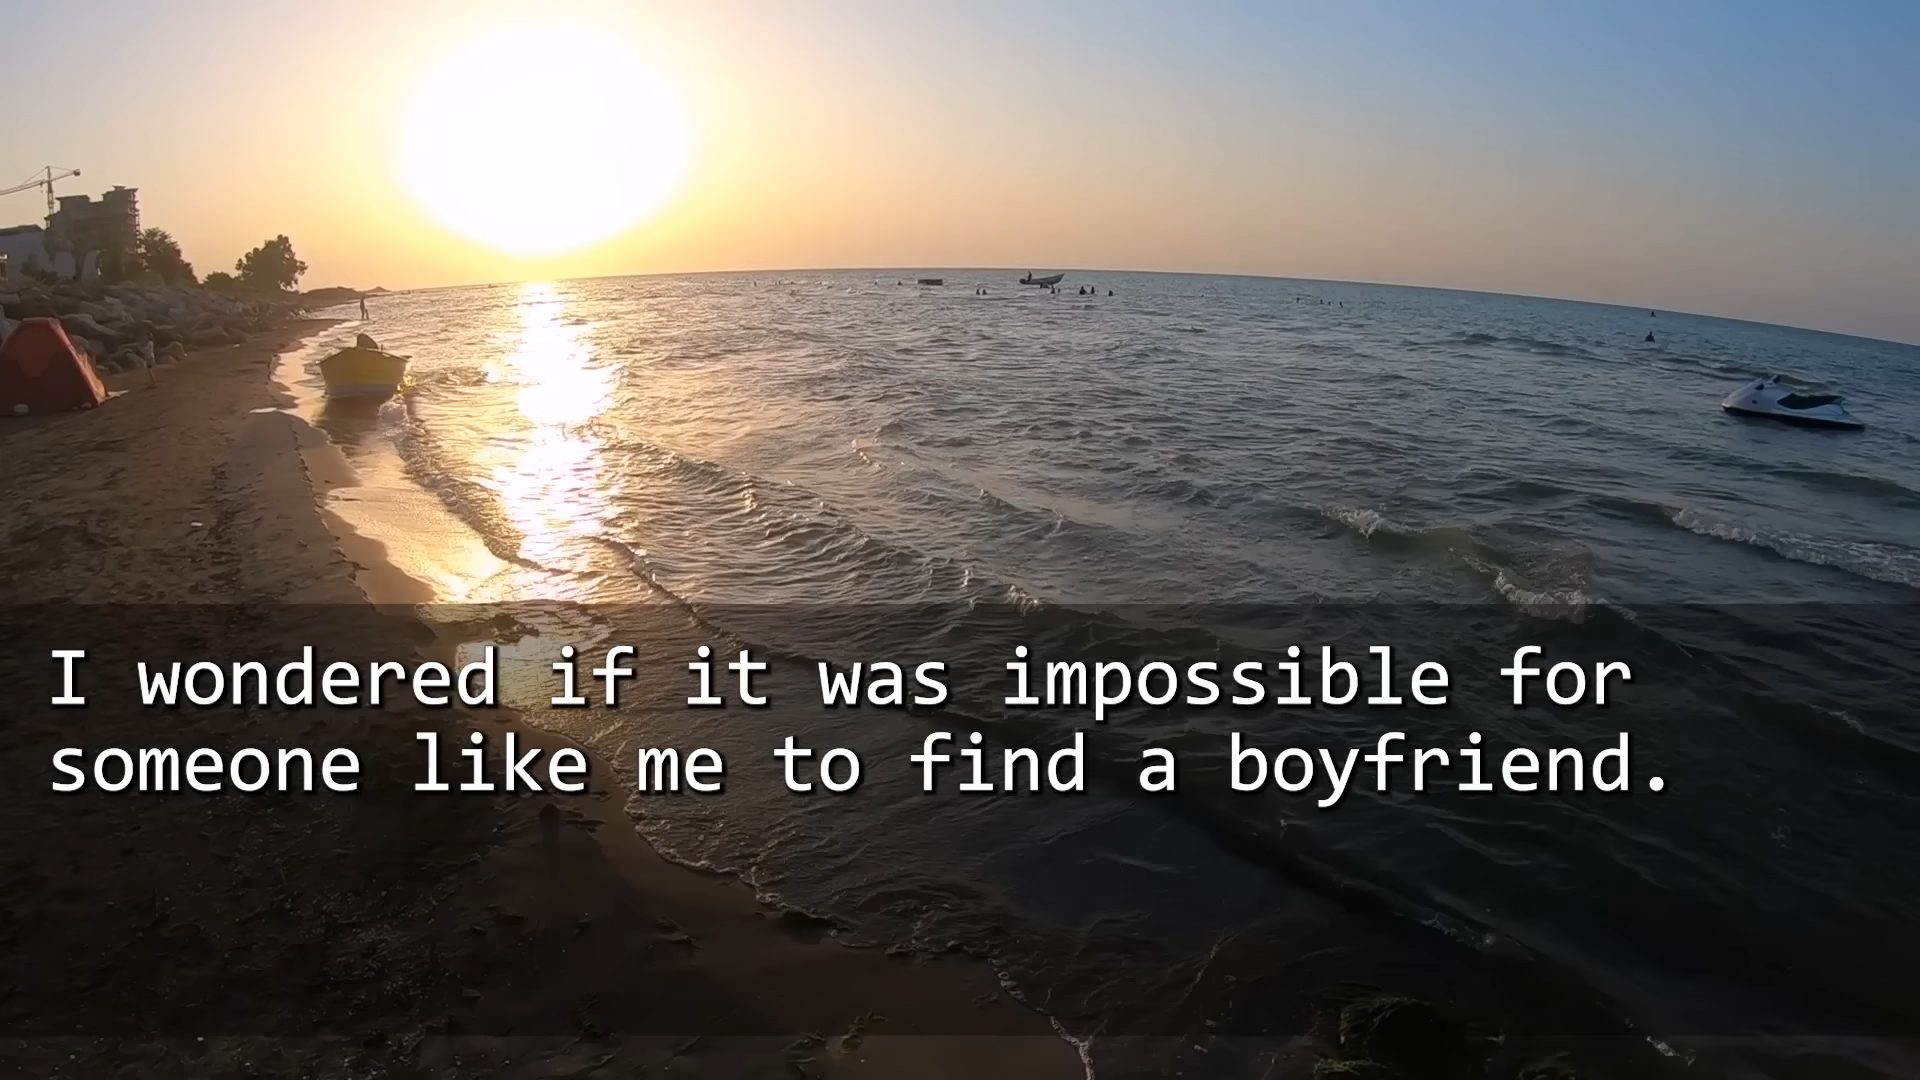 I wondered if it was impossible for
someone like me to find a boyfriend.